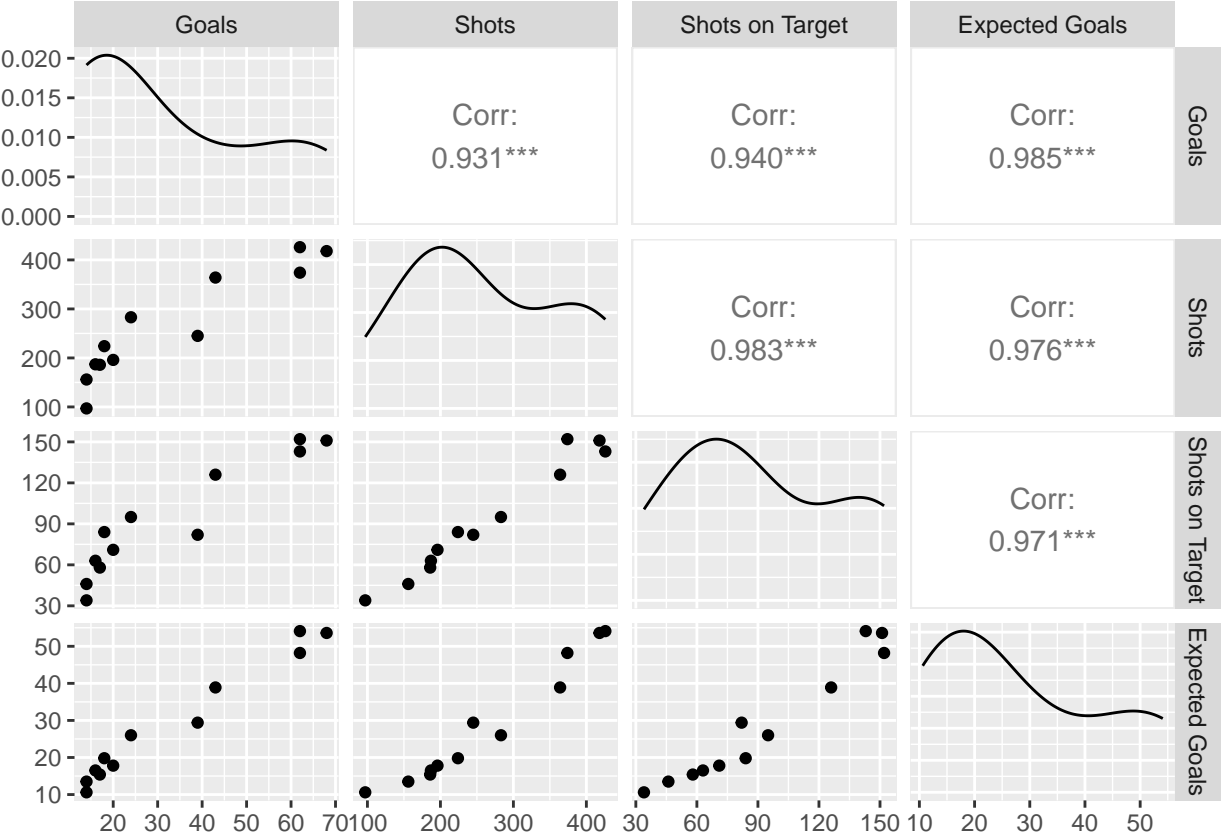 Goals Shots Shots on Target Expected Goals
0.020
0.015
0.010
0.005
0.000
Corr:
0.931***
Corr:
0.940***
Corr:
0.985***
Goals
400
300
200
100
Corr:
0.983***
Corr:
0.976***
Shots
150
120
90
60
30
Corr:
0.971***
Shots on Target
50
40
30
20
10
Expected Goals
20 30 40 50 60 70 100 200 300 400 30 60 90 120 150 10 20 30 40 50